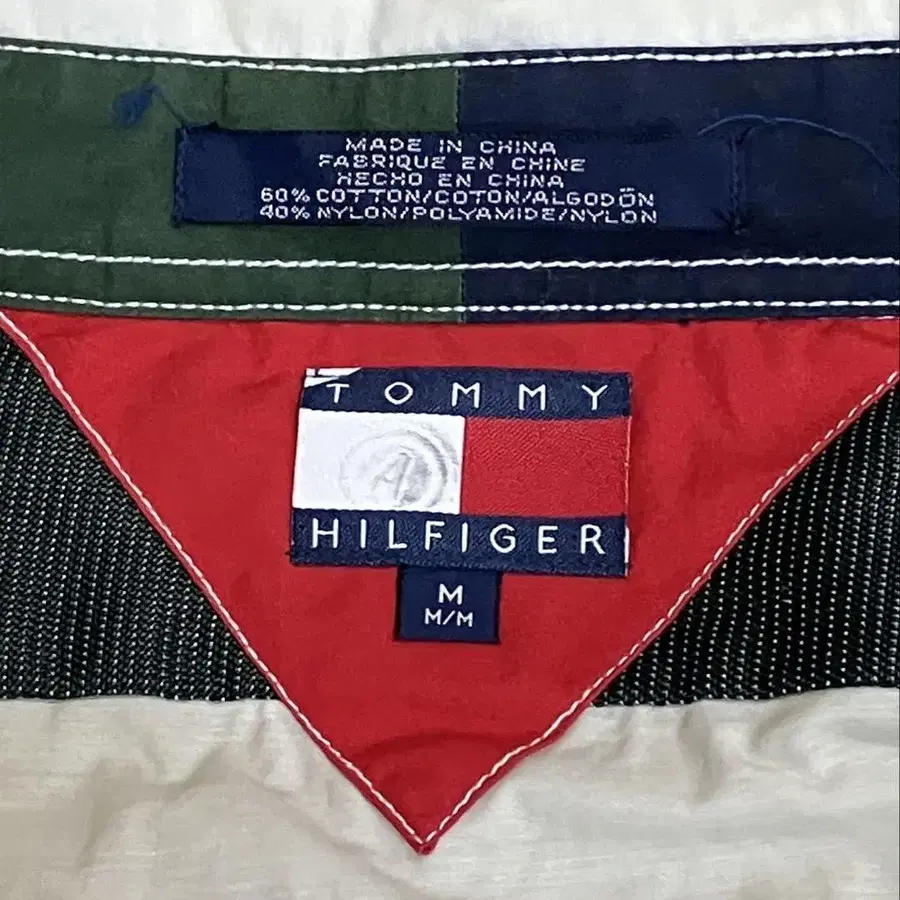 MADE IN CHINA
FABRIQUE EN CHINE
HECHO EN CHINA
60% COTTON/COTON/ALGODÓN
40% NYLON/POLYAMIDE/NYLON
TOMMY
HILFIGER
M
M/M